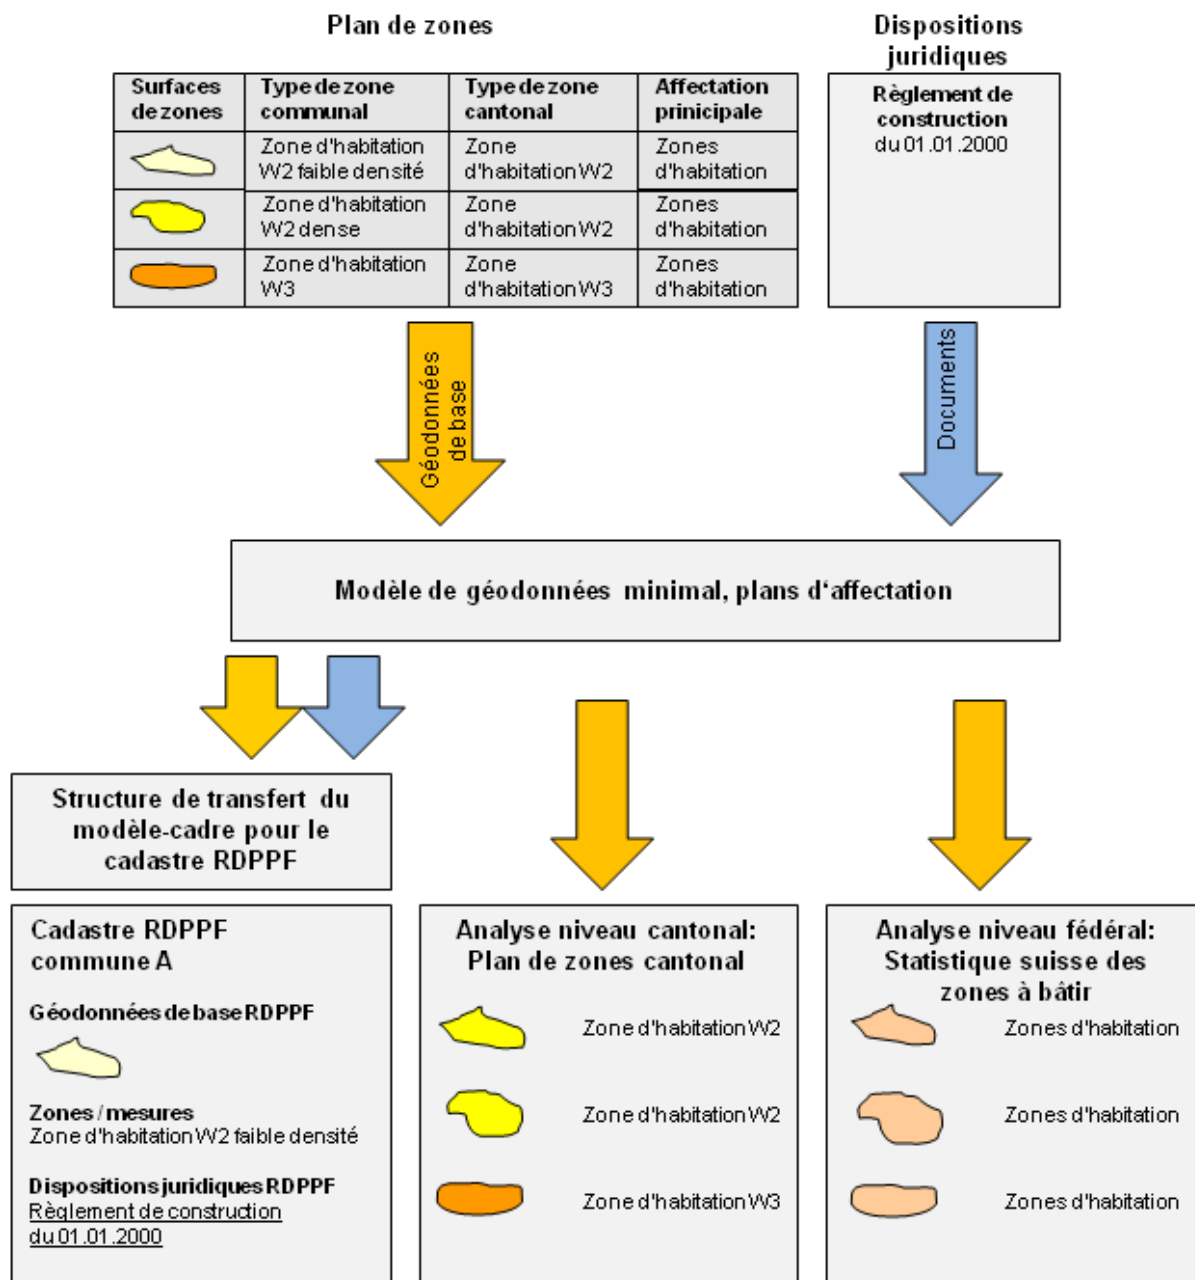 Plan de zones
Dispositions
juridiques
Surfaces
de zones
Type de zone
communal
Type de zone
cantonal
Affectation
prinicipale
Zone d'habitation
W2 faible densité
Zone
d'habitation W2
Zones
d'habitation
Zone d'habitation
W2 dense
Zone
d'habitation W2
Zones
d'habitation
Zone d'habitation
W3
Zone
d'habitation W3
Zones
d'habitation
Règlement de
construction
du 01.01.2000
Géodonnées
de base
Documents
Modèle de géodonnées minimal, plans d'affectation
Structure de transfert du
modèle-cadre pour le
cadastre RDPPF
Cadastre RDPPF
commune A
Géodonnées de base RDPPF
Zones / mesures
Zone d'habitation W2 faible densité
Dispositions juridiques RDPPF
Règlement de construction
du 01.01.2000
Analyse niveau cantonal:
Plan de zones cantonal
Zone d'habitation W2
Zone d'habitation W2
Zone d'habitation W3
Analyse niveau fédéral:
Statistique suisse des
zones à bâtir
Zones d'habitation
Zones d'habitation
Zones d'habitation